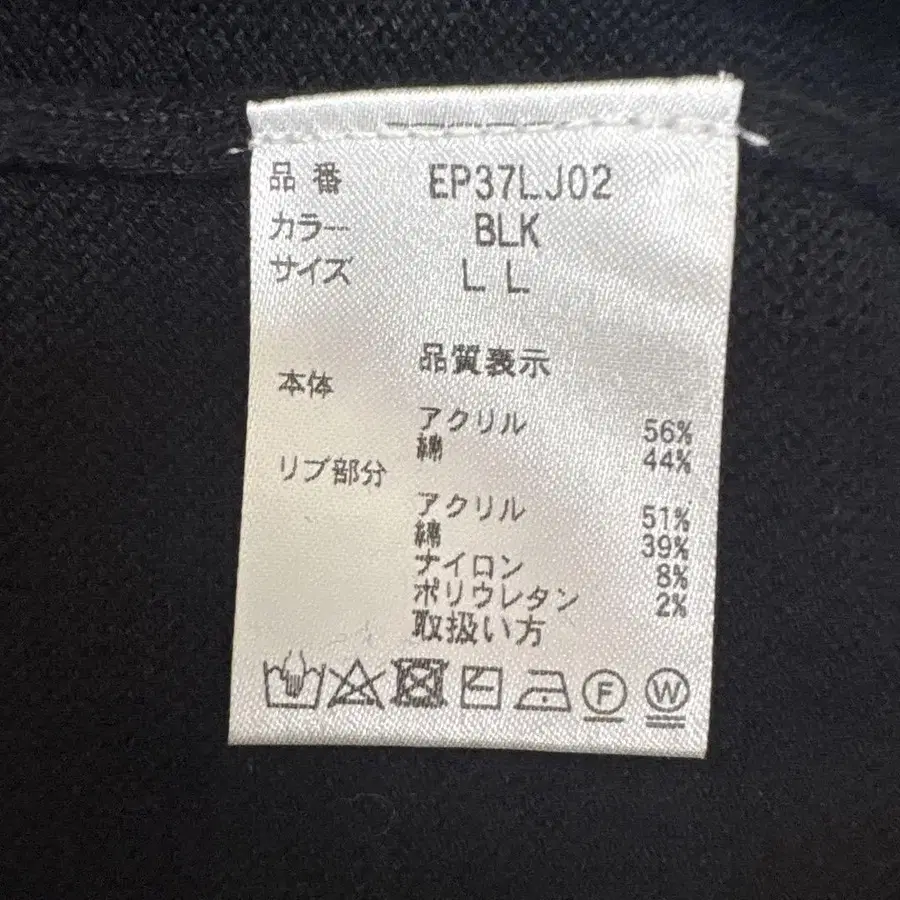 品番 EP37LJ02
カラー BLK
サイズ LL
品質表示
本体
アクリル 56%
綿 44%
リブ部分
アクリル 51%
綿 39%
ナイロン 8%
ポリウレタン 2%
取扱い方
F W